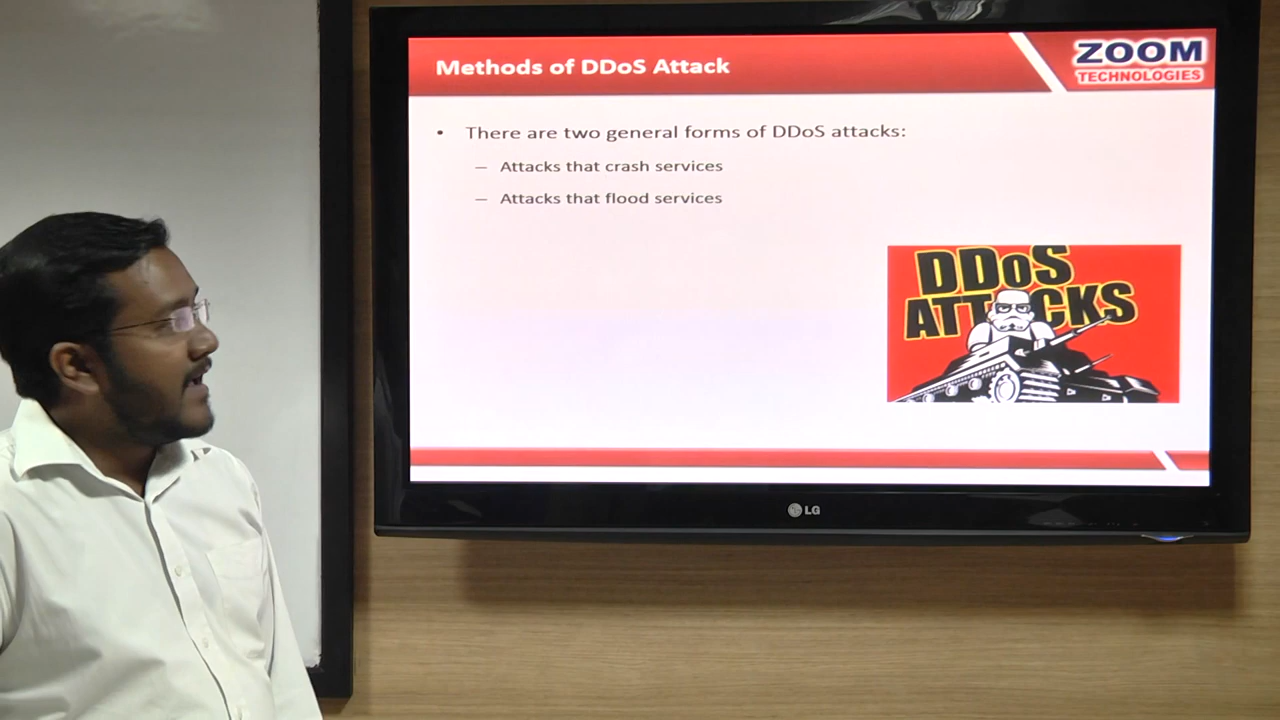 Methods of DDoS Attack
ZOOM
TECHNOLOGIES
• There are two general forms of DDoS attacks:
– Attacks that crash services
– Attacks that flood services
DDoS
ATTACKS
LG